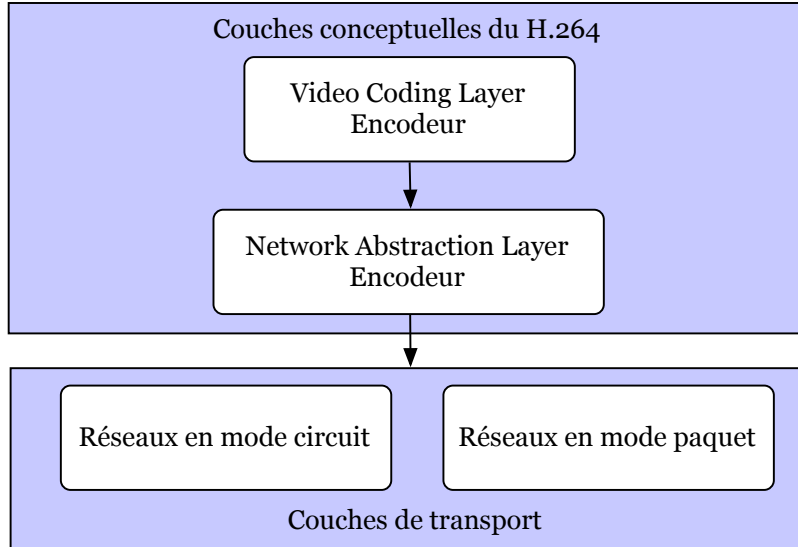 Couches conceptuelles du H.264
Video Coding Layer
Encodeur
Network Abstraction Layer
Encodeur
Réseaux en mode circuit
Réseaux en mode paquet
Couches de transport